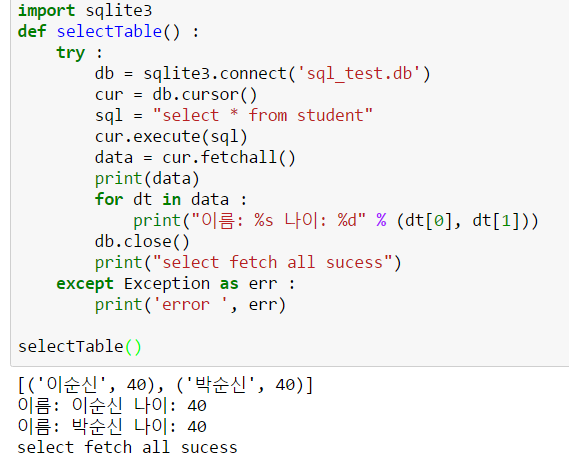 import sqlite3
def selectTable() :
    try :
        db = sqlite3.connect('sql_test.db')
        cur = db.cursor()
        sql = "select * from student"
        cur.execute(sql)
        data = cur.fetchall()
        print(data)
        for dt in data :
            print("이름: %s 나이: %d" % (dt[0], dt[1]))
        db.close()
        print("select fetch all sucess")
    except Exception as err :
        print('error ', err)

selectTable()
[('이순신', 40), ('박순신', 40)]
이름: 이순신 나이: 40
이름: 박순신 나이: 40
select fetch all sucess